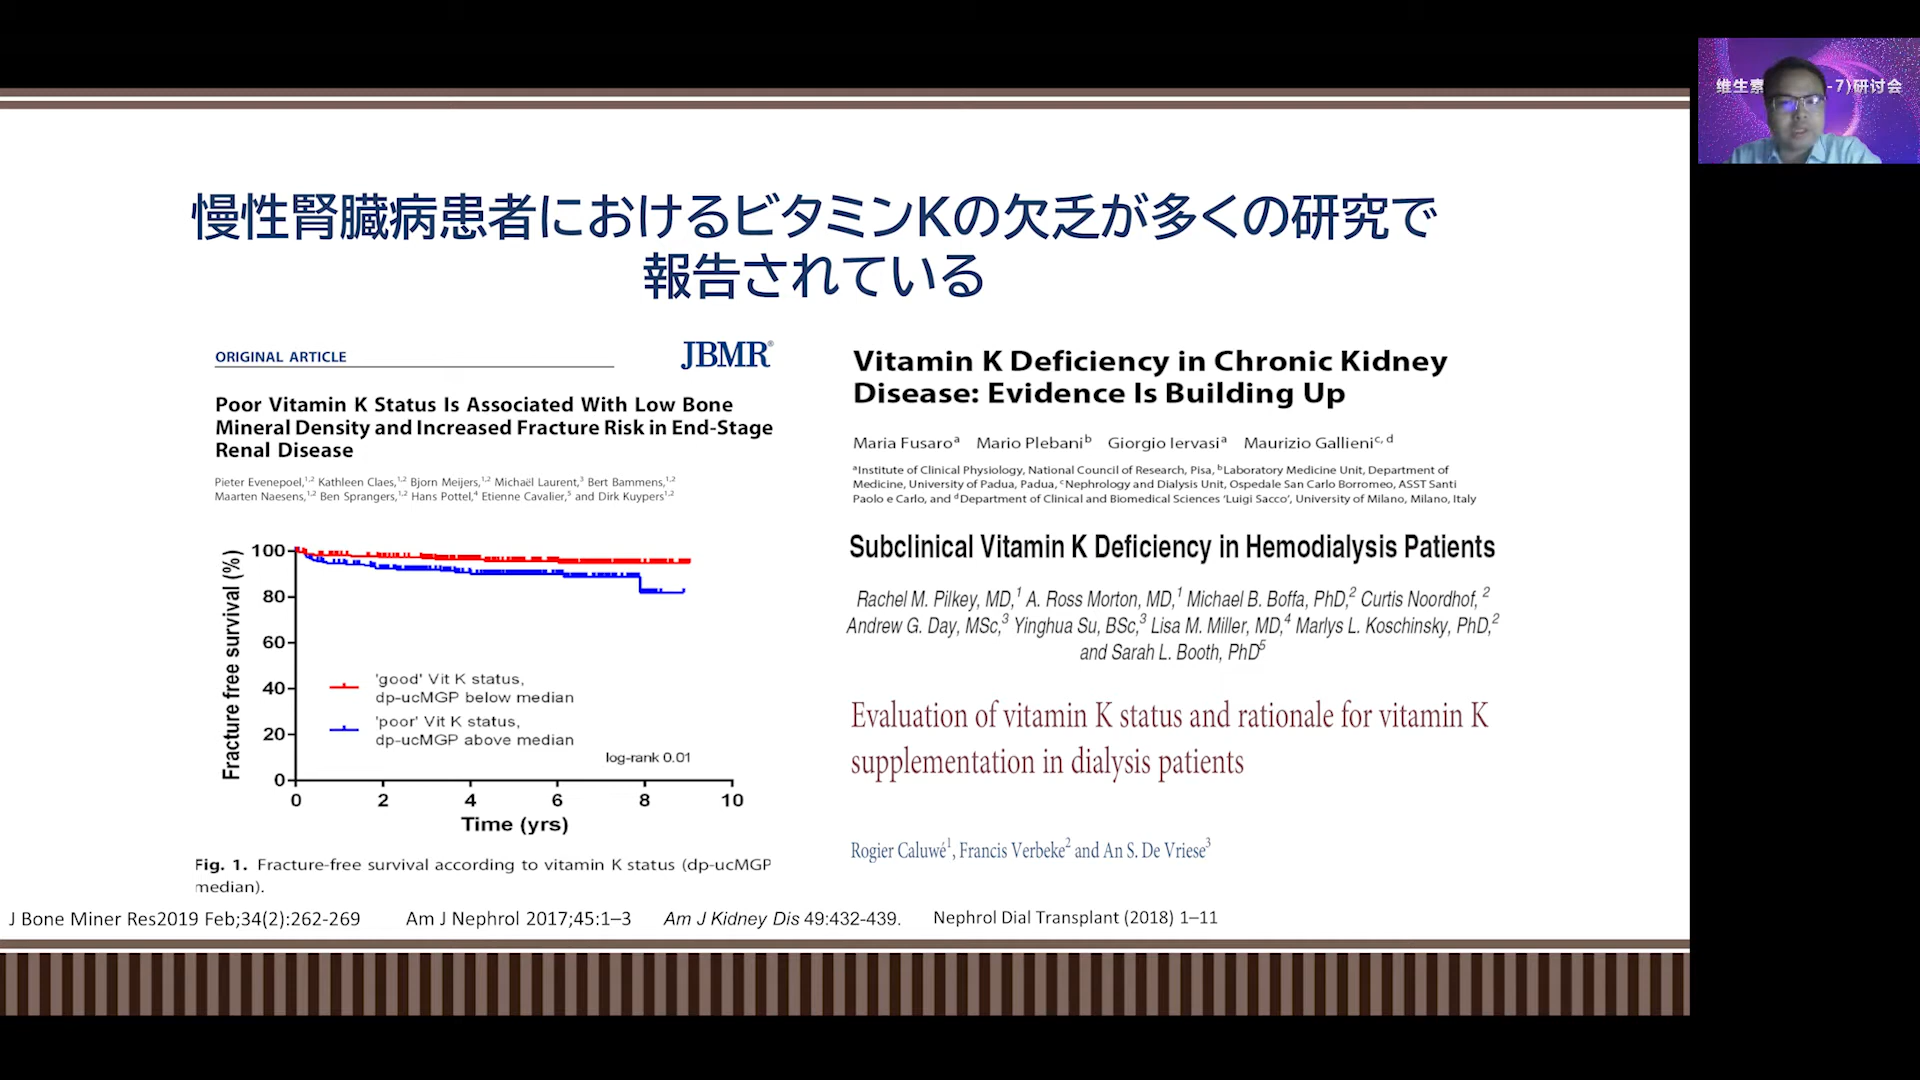 维生素 -7)研讨会
慢性腎臓病患者におけるビタミンKの欠乏が多くの研究で
報告されている
ORIGINAL ARTICLE
JBMR®
Poor Vitamin K Status Is Associated With Low Bone
Mineral Density and Increased Fracture Risk in End-Stage
Renal Disease
Pieter Evenepoel,1,2 Kathleen Claes,1,2 Bjorn Meijers,1,2 Michaël Laurent,3 Bert Bammens,1,2
Maarten Naesens,1,2 Ben Sprangers,1,2 Hans Pottel,4 Etienne Cavalier,5 and Dirk Kuypers1,2
Fracture free survival (%)
100
80
60
40
20
0
'good' Vit K status,
dp-ucMGP below median
'poor' Vit K status,
dp-ucMGP above median
log-rank 0.01
0 2 4 6 8 10
Time (yrs)
Fig. 1. Fracture-free survival according to vitamin K status (dp-ucMGP
median).
Vitamin K Deficiency in Chronic Kidney
Disease: Evidence Is Building Up
Maria Fusaro a Mario Plebani b Giorgio Iervasi a Maurizio Gallieni c, d
a Institute of Clinical Physiology, National Council of Research, Pisa, b Laboratory Medicine Unit, Department of
Medicine, University of Padua, Padua, c Nephrology and Dialysis Unit, Ospedale San Carlo Borromeo, ASST Santi
Paolo e Carlo, and d Department of Clinical and Biomedical Sciences 'Luigi Sacco', University of Milano, Milano, Italy
Subclinical Vitamin K Deficiency in Hemodialysis Patients
Rachel M. Pilkey, MD,1 A. Ross Morton, MD,1 Michael B. Boffa, PhD,2 Curtis Noordhof, 2
Andrew G. Day, MSc,3 Yinghua Su, BSc,3 Lisa M. Miller, MD,4 Marlys L. Koschinsky, PhD,2
and Sarah L. Booth, PhD5
Evaluation of vitamin K status and rationale for vitamin K
supplementation in dialysis patients
Rogier Caluwé1, Francis Verbeke2 and An S. De Vriese3
J Bone Miner Res2019 Feb;34(2):262-269 Am J Nephrol 2017;45:1–3 Am J Kidney Dis 49:432-439. Nephrol Dial Transplant (2018) 1–11